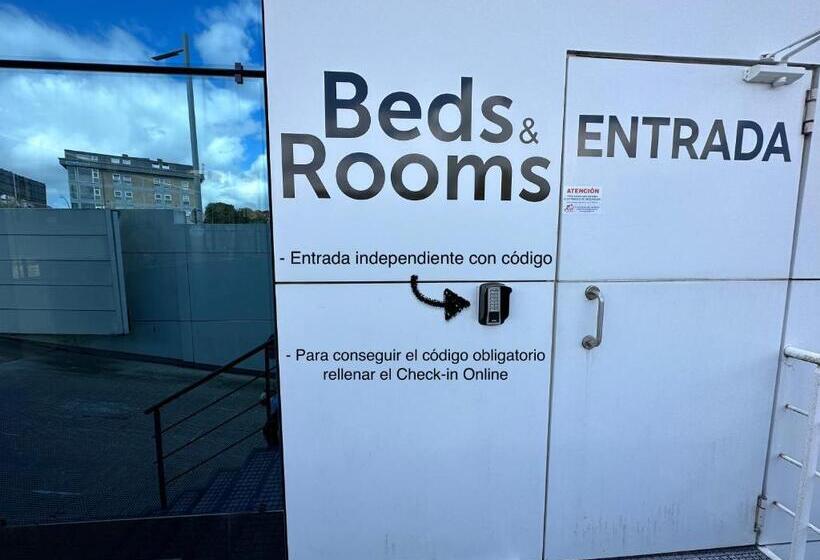 Beds &
Rooms
ENTRADA
ATENCIÓN
- Entrada independiente con código
- Para conseguir el código obligatorio
rellenar el Check-in Online